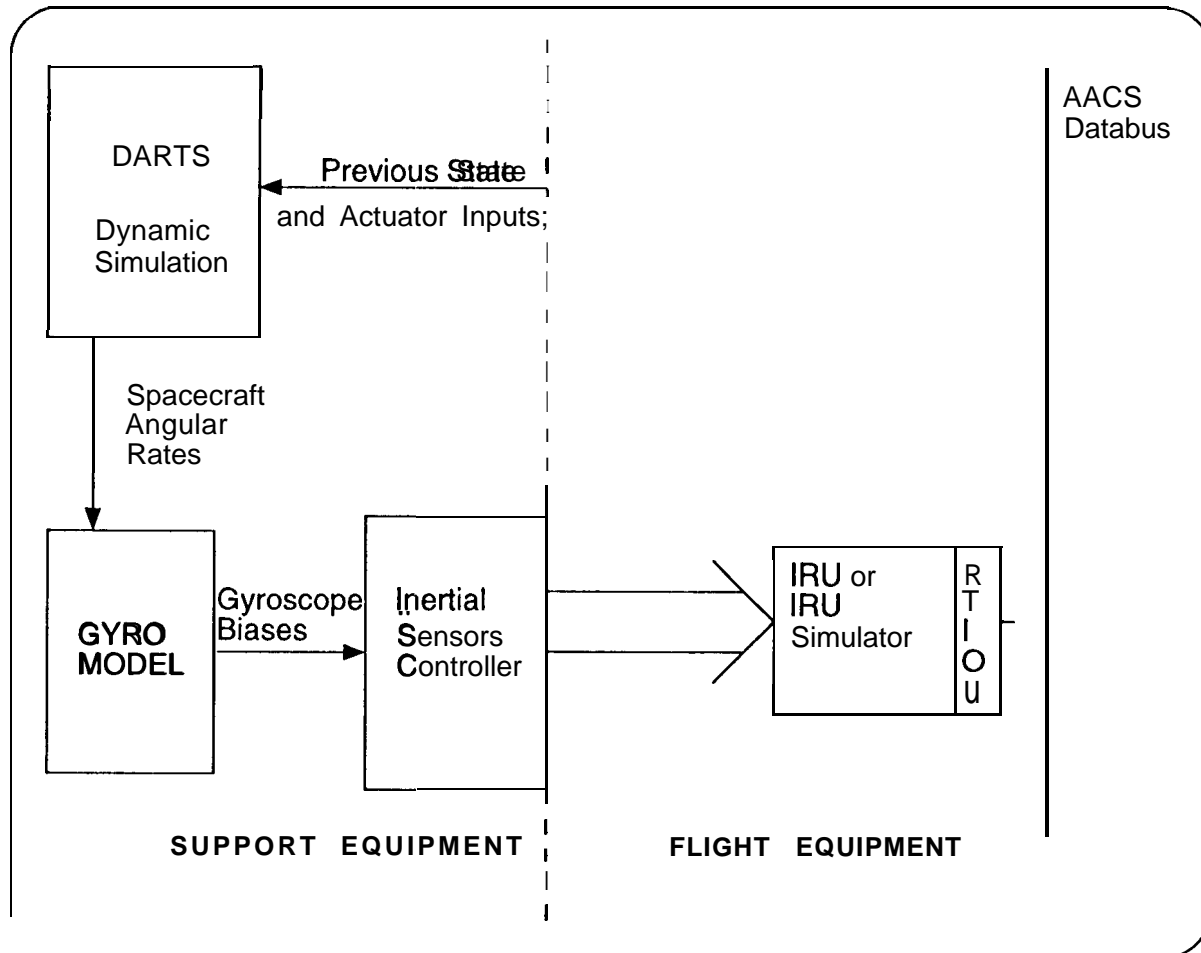 DARTS
Dynamic
Simulation
Previous State
and Actuator Inputs;
AACS
Databus
Spacecraft
Angular
Rates
GYRO
MODEL
Gyroscope
Biases
Inertial
Sensors
Controller
IRU or
IRU
Simulator
R
T
I
O
U
SUPPORT EQUIPMENT
FLIGHT EQUIPMENT